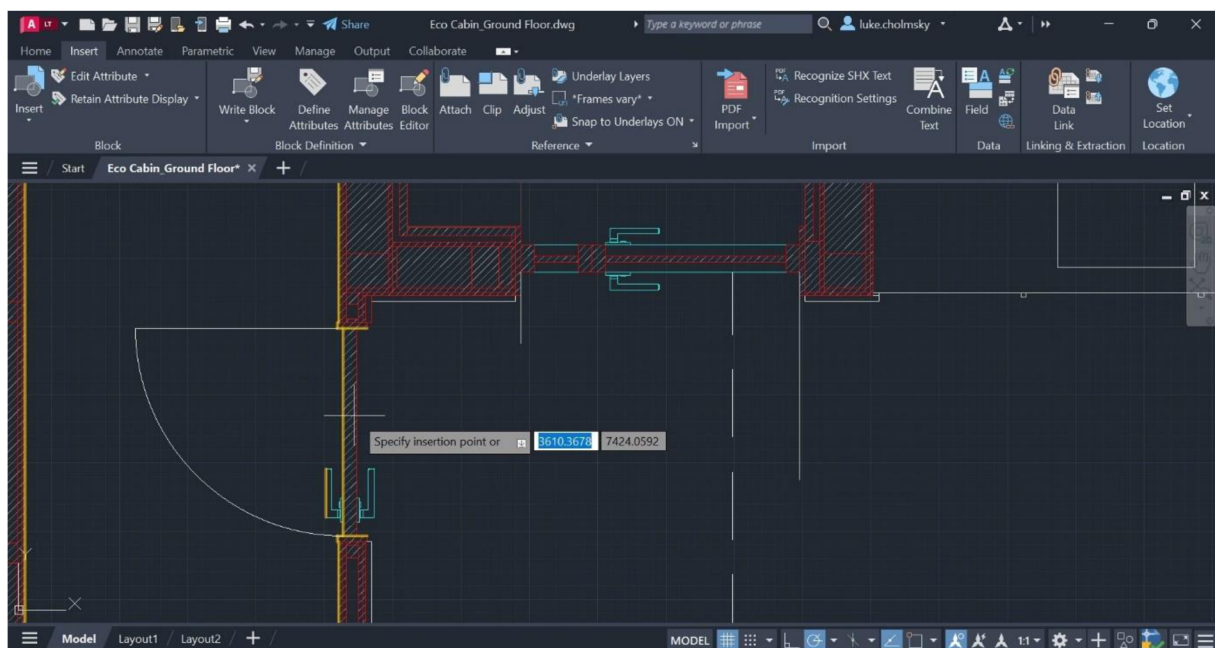 A LT Share Eco Cabin_Ground Floor.dwg Type a keyword or phrase luke.cholmsky
Home Insert Annotate Parametric View Manage Output Collaborate
Insert
Edit Attribute
Retain Attribute Display
Block
Write Block
Define Attributes
Manage Attributes
Block Editor
Block Definition
Attach Clip Adjust
Underlay Layers
*Frames vary*
Snap to Underlays ON
Reference
PDF Import
PDF A Recognize SHX Text
PDF Recognition Settings
Combine Text
Import
Field
Data
Data Link
Linking & Extraction
Set Location
Location
Start Eco Cabin_Ground Floor*
Specify insertion point or 3610.3678 7424.0592
Y
X
Model Layout1 / Layout2 / + MODEL 1:1